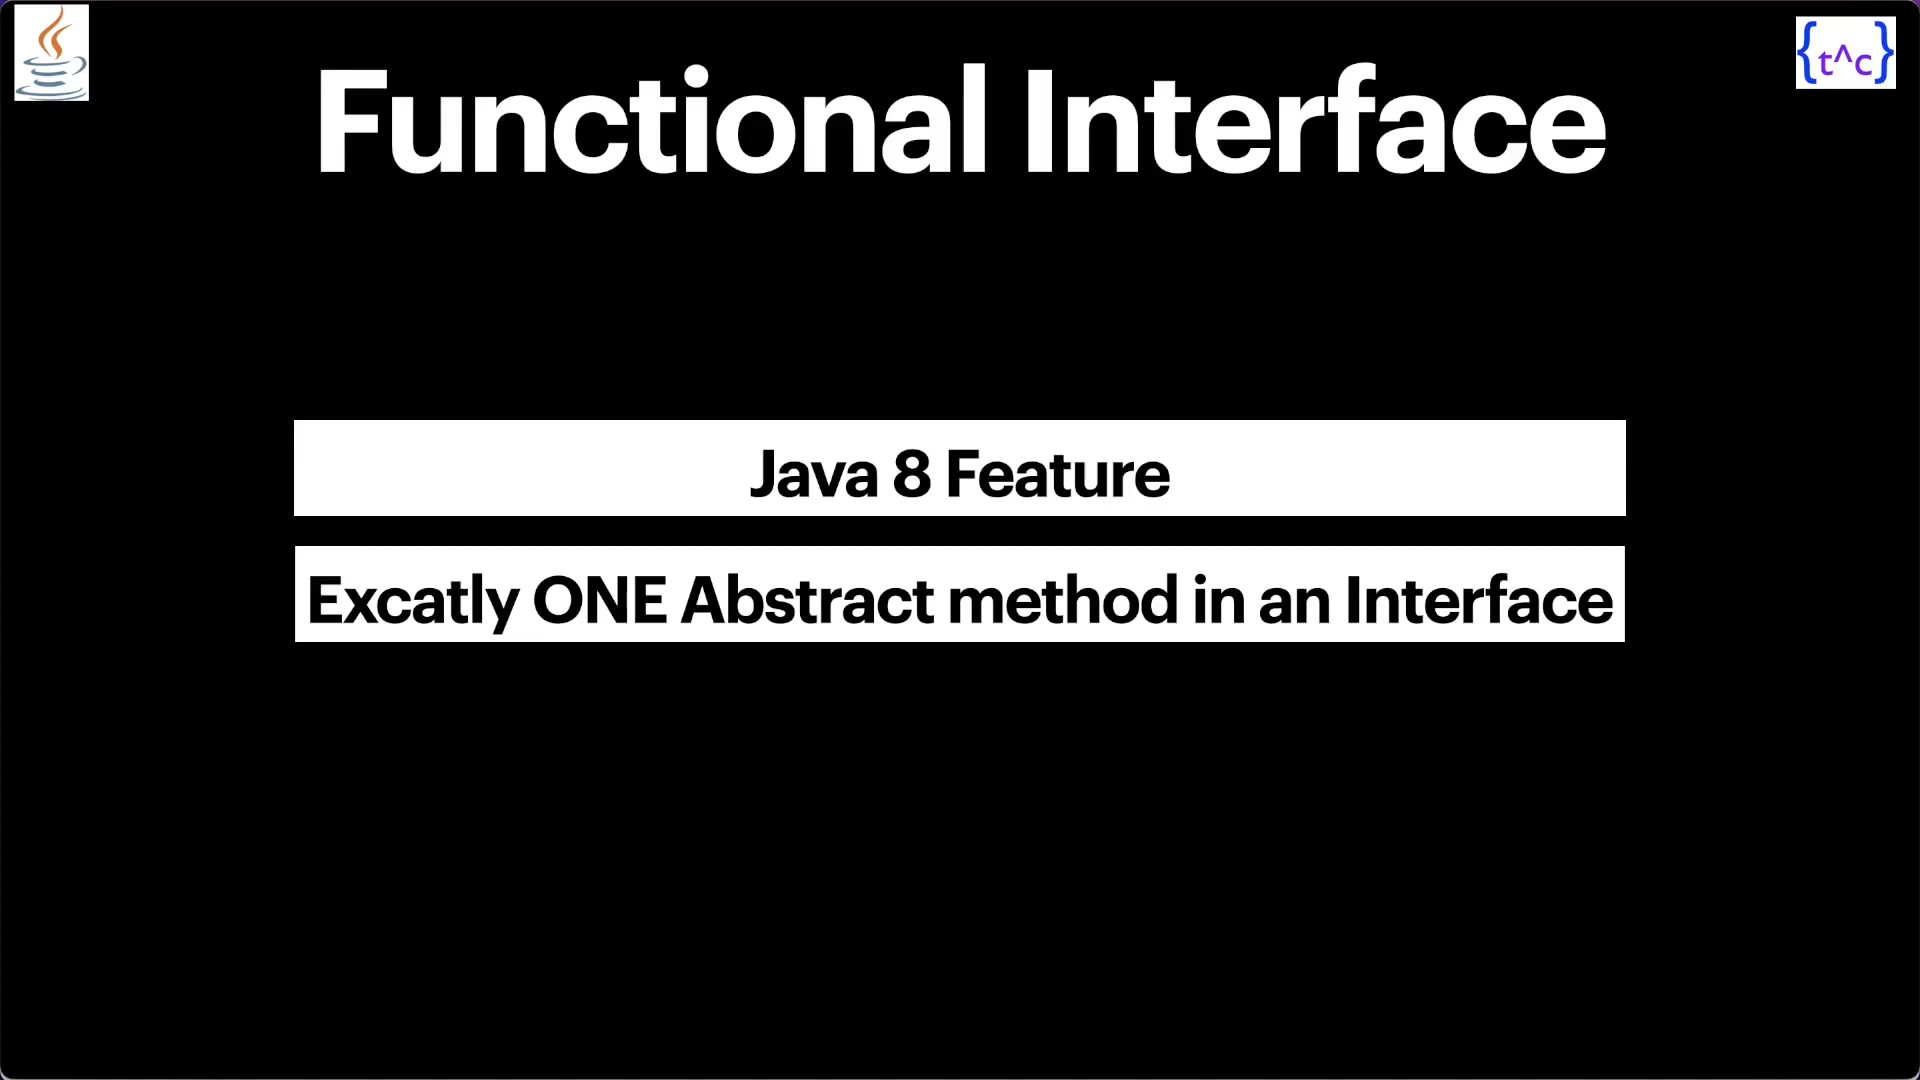 {t^c}
Functional Interface
Java 8 Feature
Excatly ONE Abstract method in an Interface